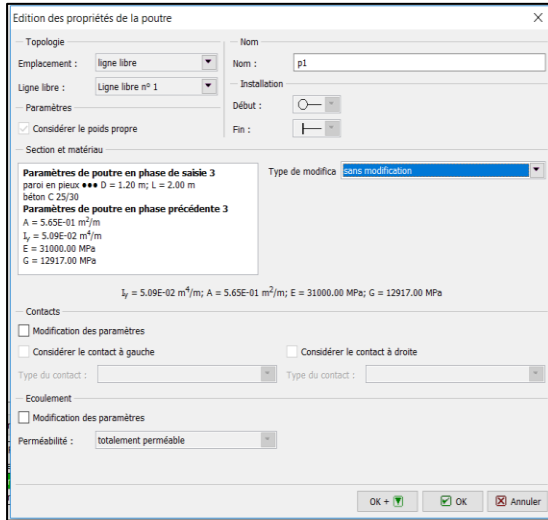 Edition des propriétés de la poutre
Topologie
Nom
Emplacement : ligne libre
Nom : p1
Ligne libre : Ligne libre n° 1
Installation
Paramètres
Début :
Considérer le poids propre
Fin :
Section et matériau
Paramètres de poutre en phase de saisie 3
Type de modifica sans modification
paroi en pieux ●●● D = 1.20 m; L = 2.00 m
béton C 25/30
Paramètres de poutre en phase précédente 3
A = 5.65E-01 m²/m
Iy = 5.09E-02 m⁴/m
E = 31000.00 MPa
G = 12917.00 MPa
Iy = 5.09E-02 m⁴/m; A = 5.65E-01 m²/m; E = 31000.00 MPa; G = 12917.00 MPa
Contacts
Modification des paramètres
Considérer le contact à gauche Considérer le contact à droite
Type du contact : Type du contact :
Ecoulement
Modification des paramètres
Perméabilité : totalement perméable
OK + OK Annuler